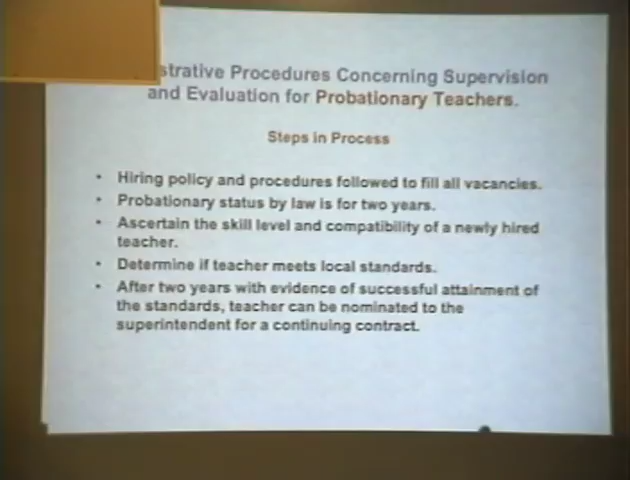 strative Procedures Concerning Supervision
and Evaluation for Probationary Teachers.
Steps in Process
• Hiring policy and procedures followed to fill all vacancies.
• Probationary status by law is for two years.
• Ascertain the skill level and compatibility of a newly hired
teacher.
• Determine if teacher meets local standards.
• After two years with evidence of successful attainment of
the standards, teacher can be nominated to the
superintendent for a continuing contract.